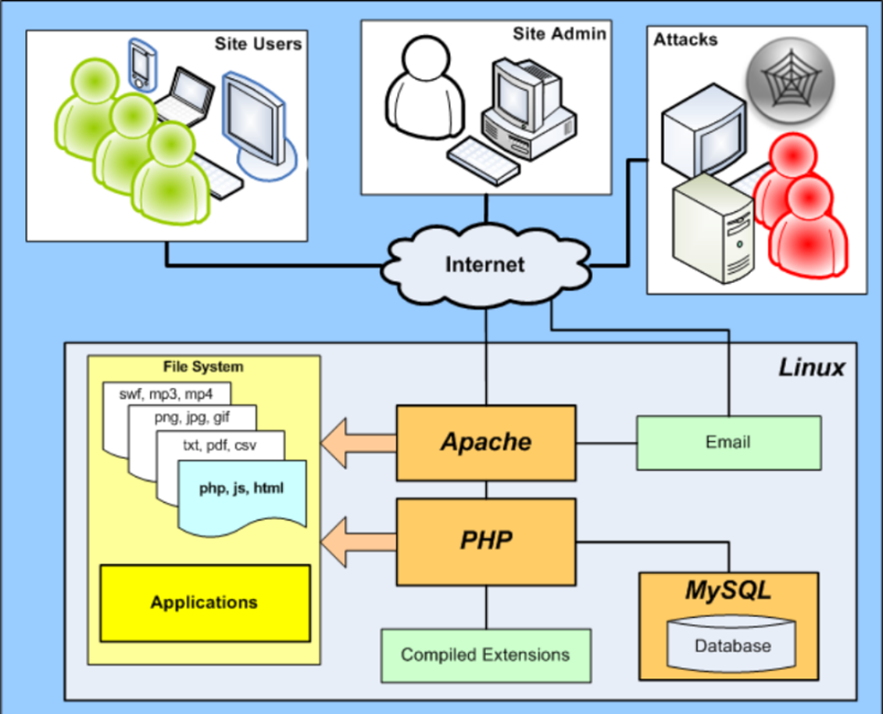 Site Users
Site Admin
Attacks
Internet
Linux
File System
swf, mp3, mp4
png, jpg, gif
txt, pdf, csv
php, js, html
Applications
Apache
Email
PHP
MySQL
Database
Compiled Extensions